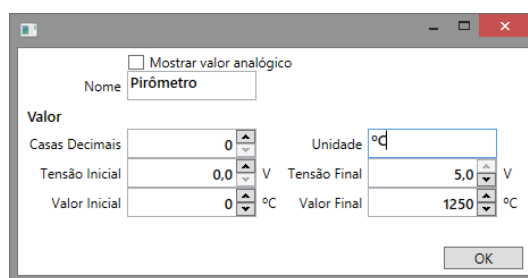 Mostrar valor analógico
Nome Pirômetro
Valor
Casas Decimais 0 Unidade ºC
Tensão Inicial 0,0 V Tensão Final 5,0 V
Valor Inicial 0 ºC Valor Final 1250 ºC
OK